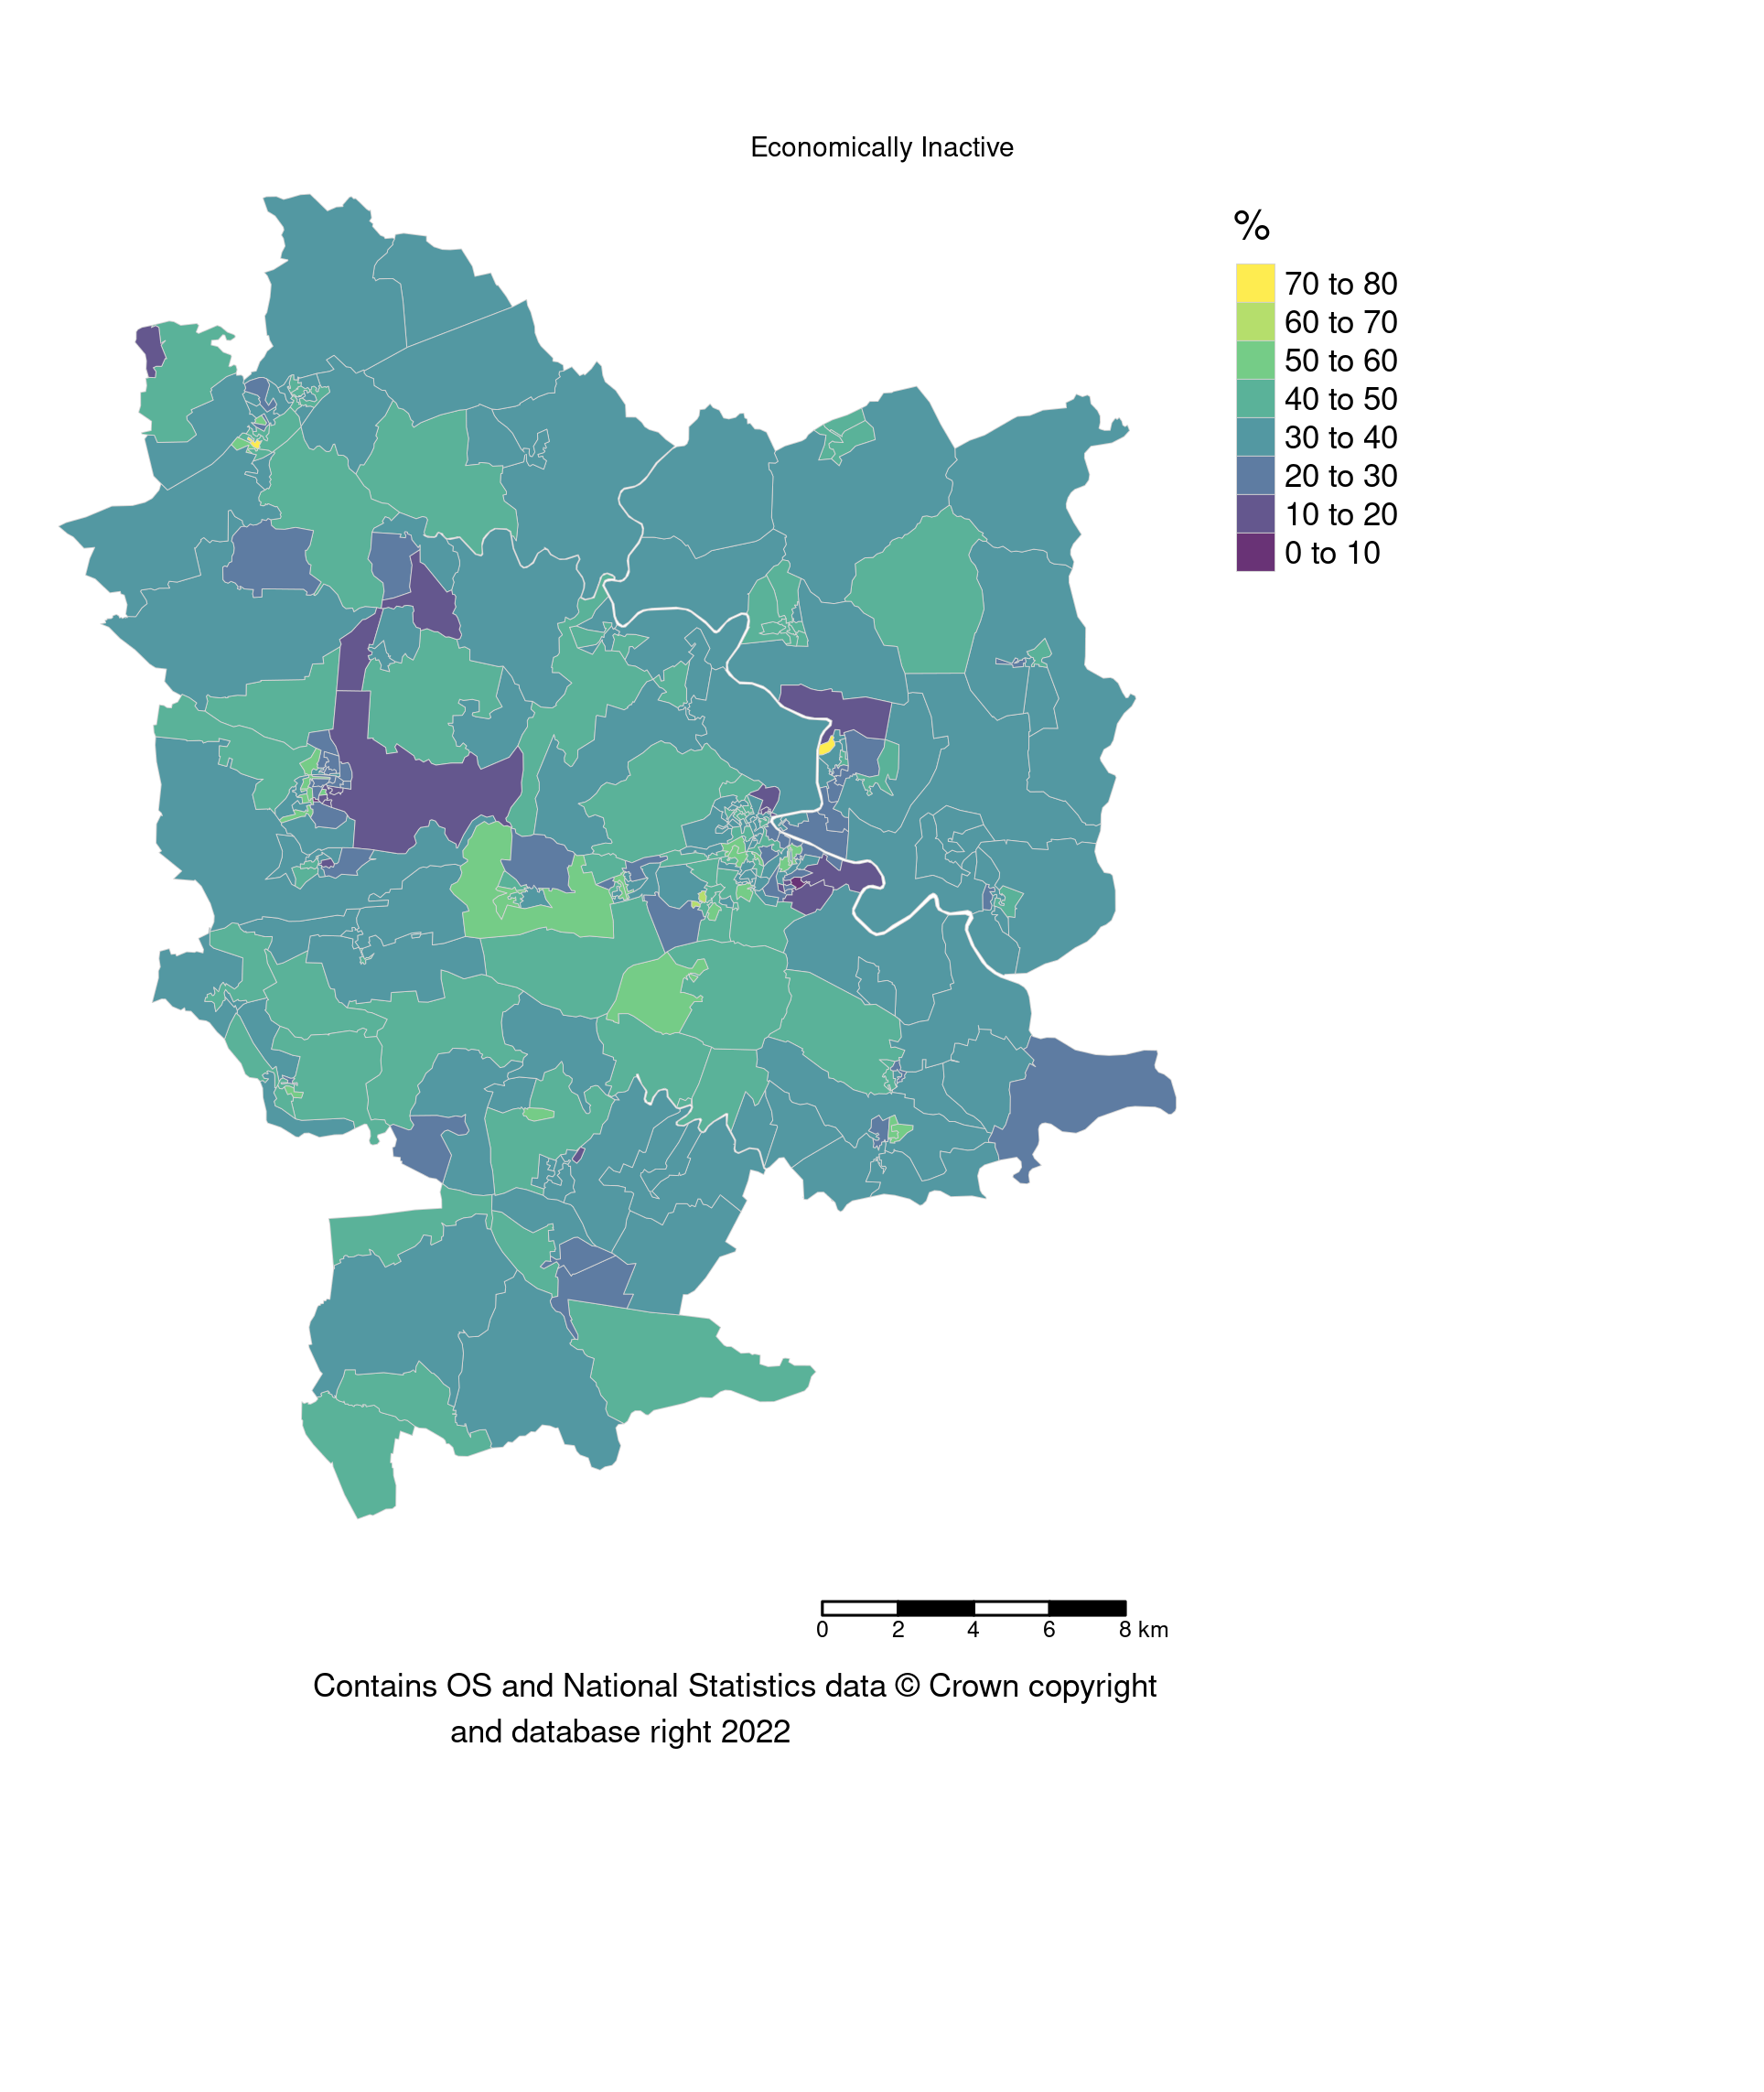 Economically Inactive
%
70 to 80
60 to 70
50 to 60
40 to 50
30 to 40
20 to 30
10 to 20
0 to 10
0 2 4 6 8 km
Contains OS and National Statistics data © Crown copyright
and database right 2022